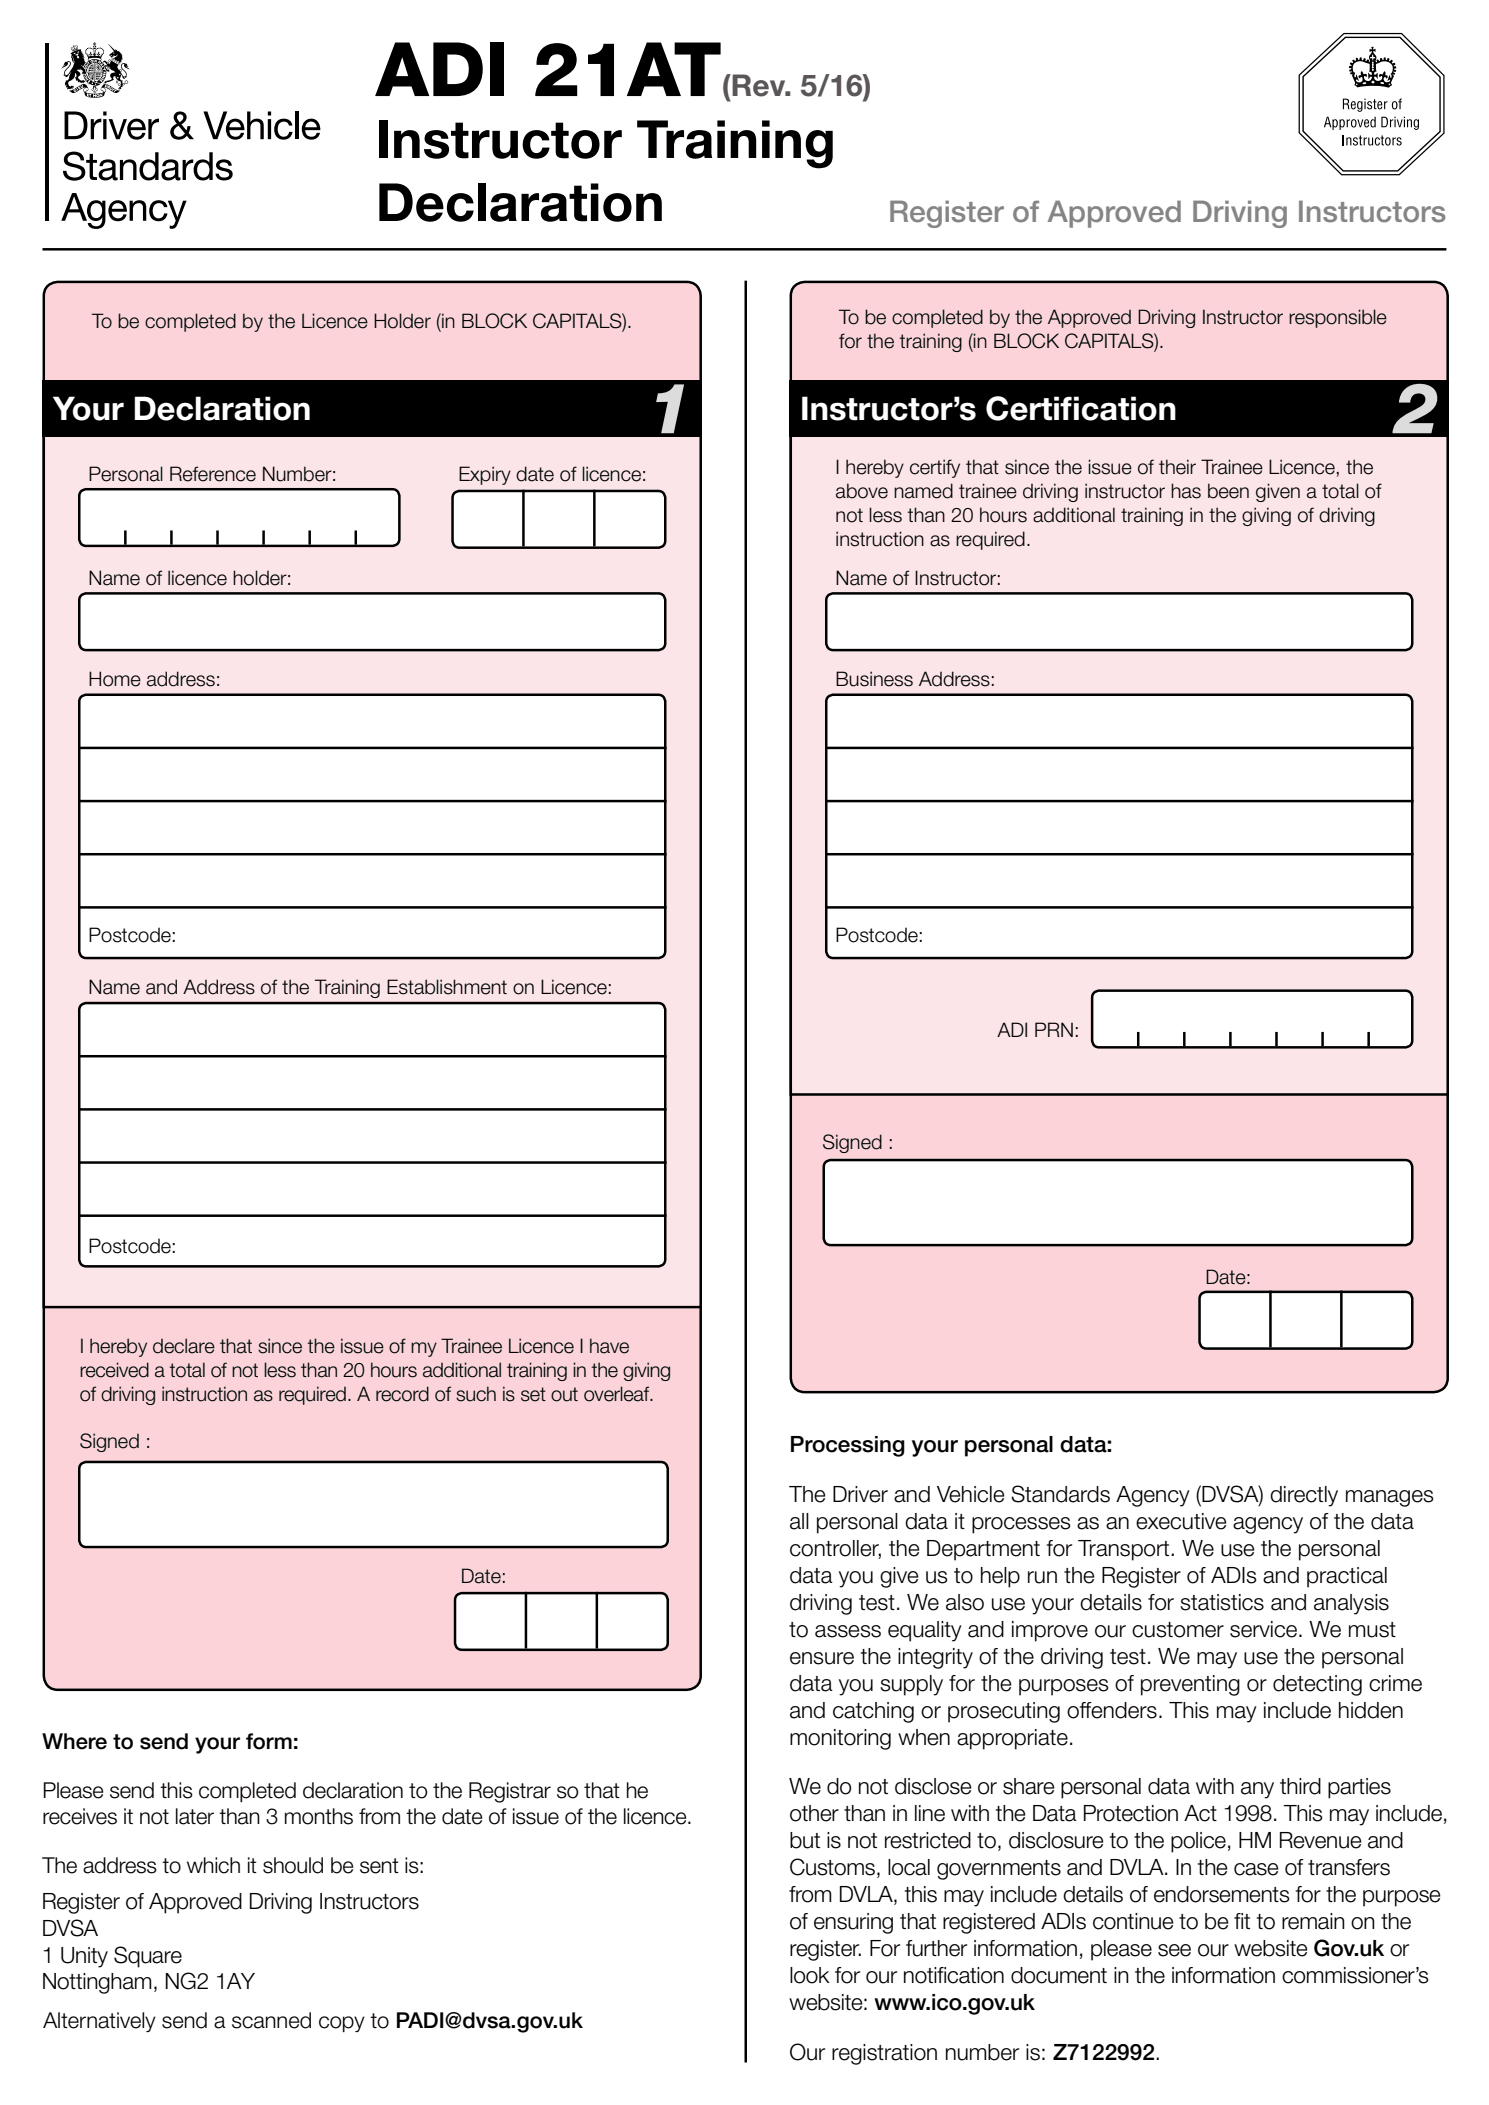 Driver & Vehicle
Standards
Agency
ADI 21AT (Rev. 5/16)
Instructor Training
Declaration
Register of
Approved Driving
Instructors
Register of Approved Driving Instructors
To be completed by the Licence Holder (in BLOCK CAPITALS).
Your Declaration 1
Personal Reference Number:
Expiry date of licence:
Name of licence holder:
Home address:
Postcode:
Name and Address of the Training Establishment on Licence:
Postcode:
I hereby declare that since the issue of my Trainee Licence I have
received a total of not less than 20 hours additional training in the giving
of driving instruction as required. A record of such is set out overleaf.
Signed :
Date:
Where to send your form:
Please send this completed declaration to the Registrar so that he
receives it not later than 3 months from the date of issue of the licence.
The address to which it should be sent is:
Register of Approved Driving Instructors
DVSA
1 Unity Square
Nottingham, NG2 1AY
Alternatively send a scanned copy to PADI@dvsa.gov.uk
To be completed by the Approved Driving Instructor responsible
for the training (in BLOCK CAPITALS).
Instructor's Certification 2
I hereby certify that since the issue of their Trainee Licence, the
above named trainee driving instructor has been given a total of
not less than 20 hours additional training in the giving of driving
instruction as required.
Name of Instructor:
Business Address:
Postcode:
ADI PRN:
Signed :
Date:
Processing your personal data:
The Driver and Vehicle Standards Agency (DVSA) directly manages
all personal data it processes as an executive agency of the data
controller, the Department for Transport. We use the personal
data you give us to help run the Register of ADIs and practical
driving test. We also use your details for statistics and analysis
to assess equality and improve our customer service. We must
ensure the integrity of the driving test. We may use the personal
data you supply for the purposes of preventing or detecting crime
and catching or prosecuting offenders. This may include hidden
monitoring when appropriate.
We do not disclose or share personal data with any third parties
other than in line with the Data Protection Act 1998. This may include,
but is not restricted to, disclosure to the police, HM Revenue and
Customs, local governments and DVLA. In the case of transfers
from DVLA, this may include details of endorsements for the purpose
of ensuring that registered ADIs continue to be fit to remain on the
register. For further information, please see our website Gov.uk or
look for our notification document in the information commissioner's
website: www.ico.gov.uk
Our registration number is: Z7122992.